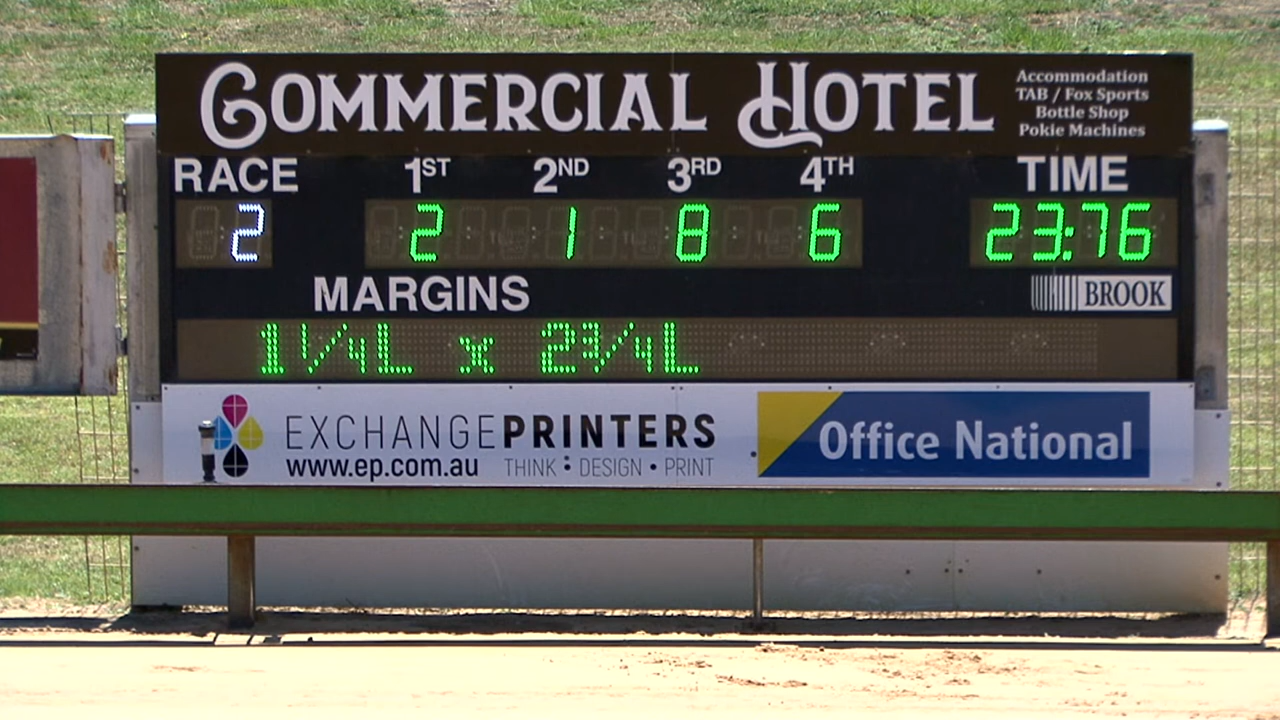 COMMERCIAL HOTEL
Accommodation
TAB / Fox Sports
Bottle Shop
Pokie Machines
RACE 1ST 2ND 3RD 4TH TIME
2 2 1 8 6 23:76
MARGINS
BROOK
1 1/4L x 2 3/4L
EXCHANGEPRINTERS
www.ep.com.au THINK : DESIGN • PRINT
Office National